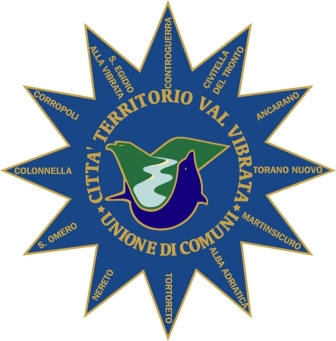 CONTROGUERRA
CIVITELLA
DEL TRONTO
ANCARANO
TORANO NUOVO
MARTINSICURO
ALBA ADRIATICA
TORTORETO
NERETO
S. OMERO
COLONNELLA
CORROPOLI
S. EGIDIO
ALLA VIBRATA
CITTA' TERRITORIO VAL VIBRATA
UNIONE DI COMUNI